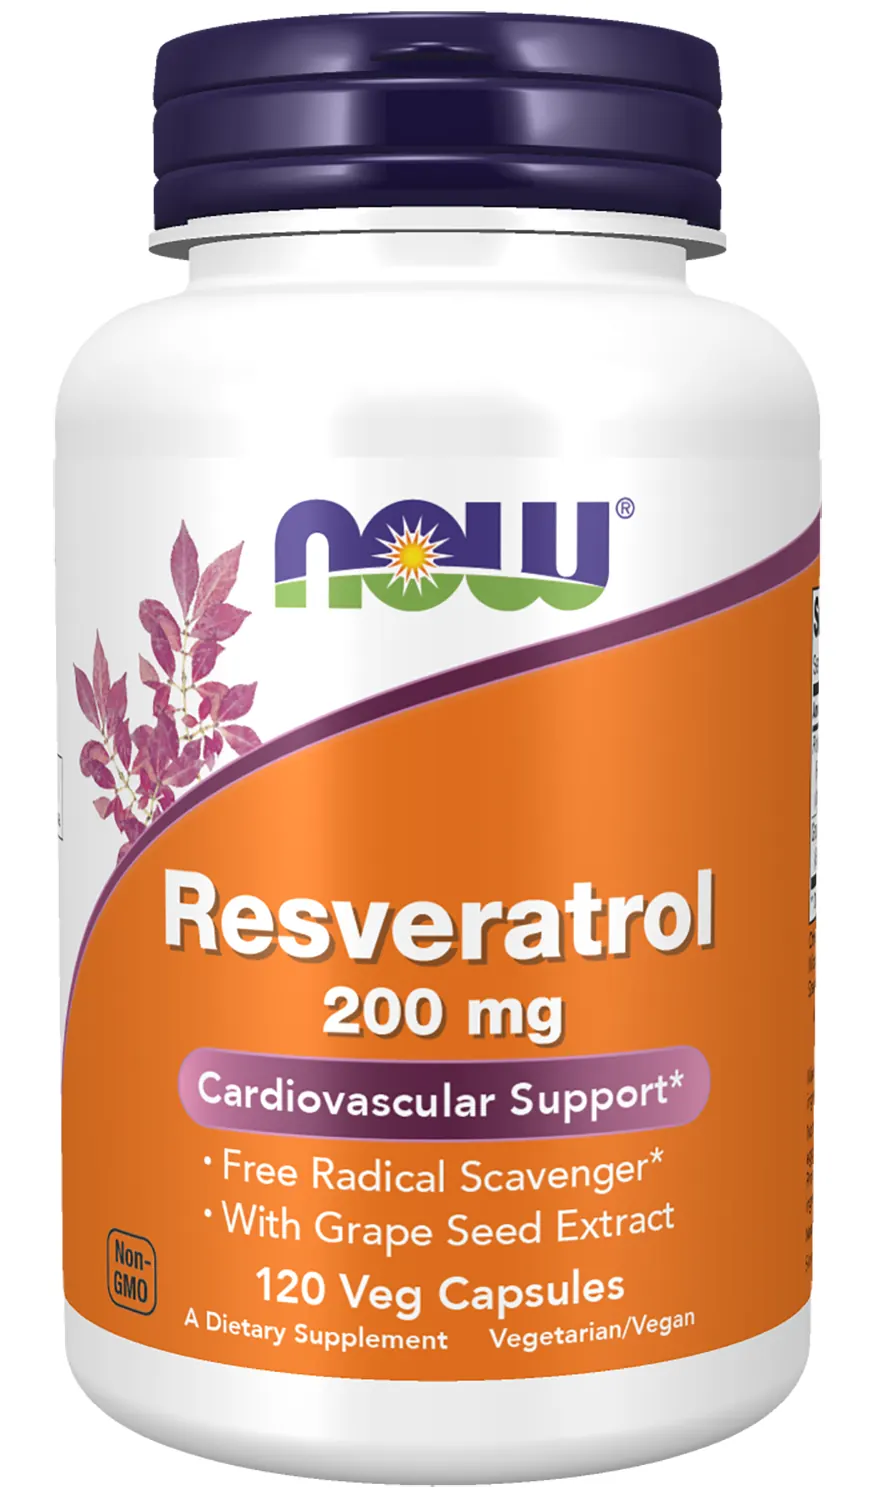 now®
Resveratrol
200 mg
Cardiovascular Support*
• Free Radical Scavenger*
• With Grape Seed Extract
Non-
GMO
120 Veg Capsules
A Dietary Supplement Vegetarian/Vegan